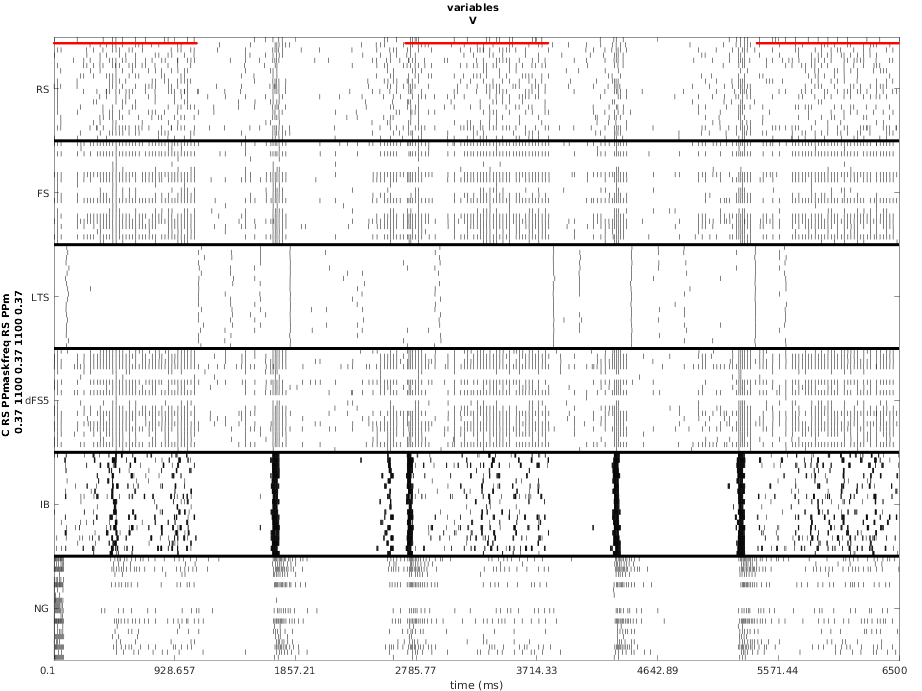 variables
V
C RS PPmaskfreq RS PPm
0.37 1100 0.37 1100 0.37
RS
FS
LTS
dFS5
IB
NG
0.1 928.657 1857.21 2785.77 3714.33 4642.89 5571.44 6500
time (ms)